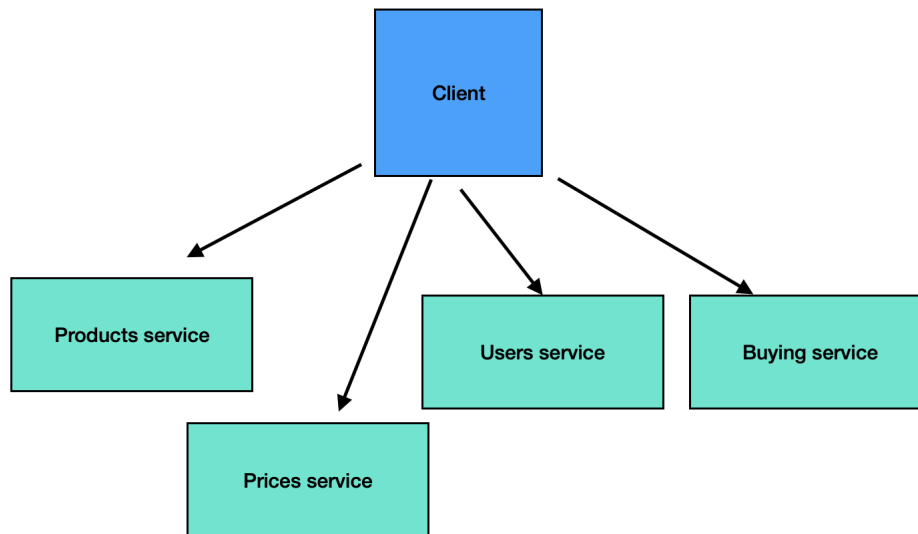 Client
Products service
Users service
Buying service
Prices service